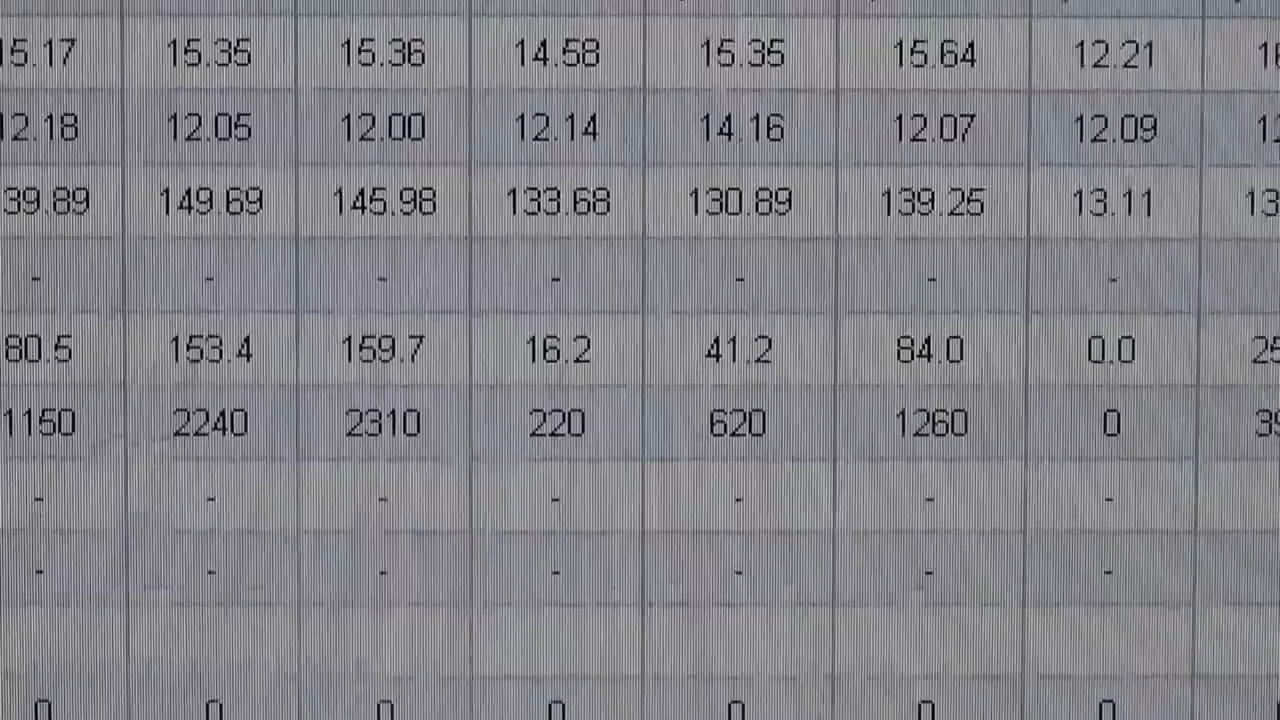 15.17 15.35 15.36 14.58 15.35 15.64 12.21
12.18 12.05 12.00 12.14 14.16 12.07 12.09
39.89 149.69 145.98 133.68 130.89 139.25 13.11
- - - - - - -
80.5 153.4 159.7 16.2 41.2 84.0 0.0
1150 2240 2310 220 620 1260 0
- - - - - - -
- - - - - - -
0 0 0 0 0 0 0